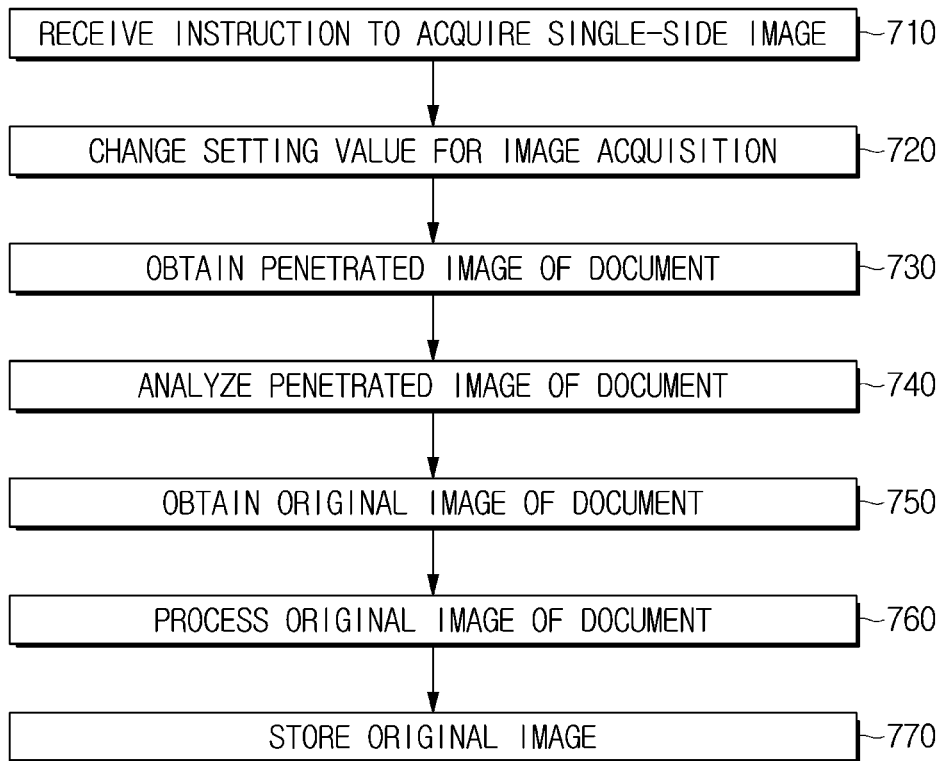 RECEIVE INSTRUCTION TO ACQUIRE SINGLE-SIDE IMAGE 710
CHANGE SETTING VALUE FOR IMAGE ACQUISITION 720
OBTAIN PENETRATED IMAGE OF DOCUMENT 730
ANALYZE PENETRATED IMAGE OF DOCUMENT 740
OBTAIN ORIGINAL IMAGE OF DOCUMENT 750
PROCESS ORIGINAL IMAGE OF DOCUMENT 760
STORE ORIGINAL IMAGE 770